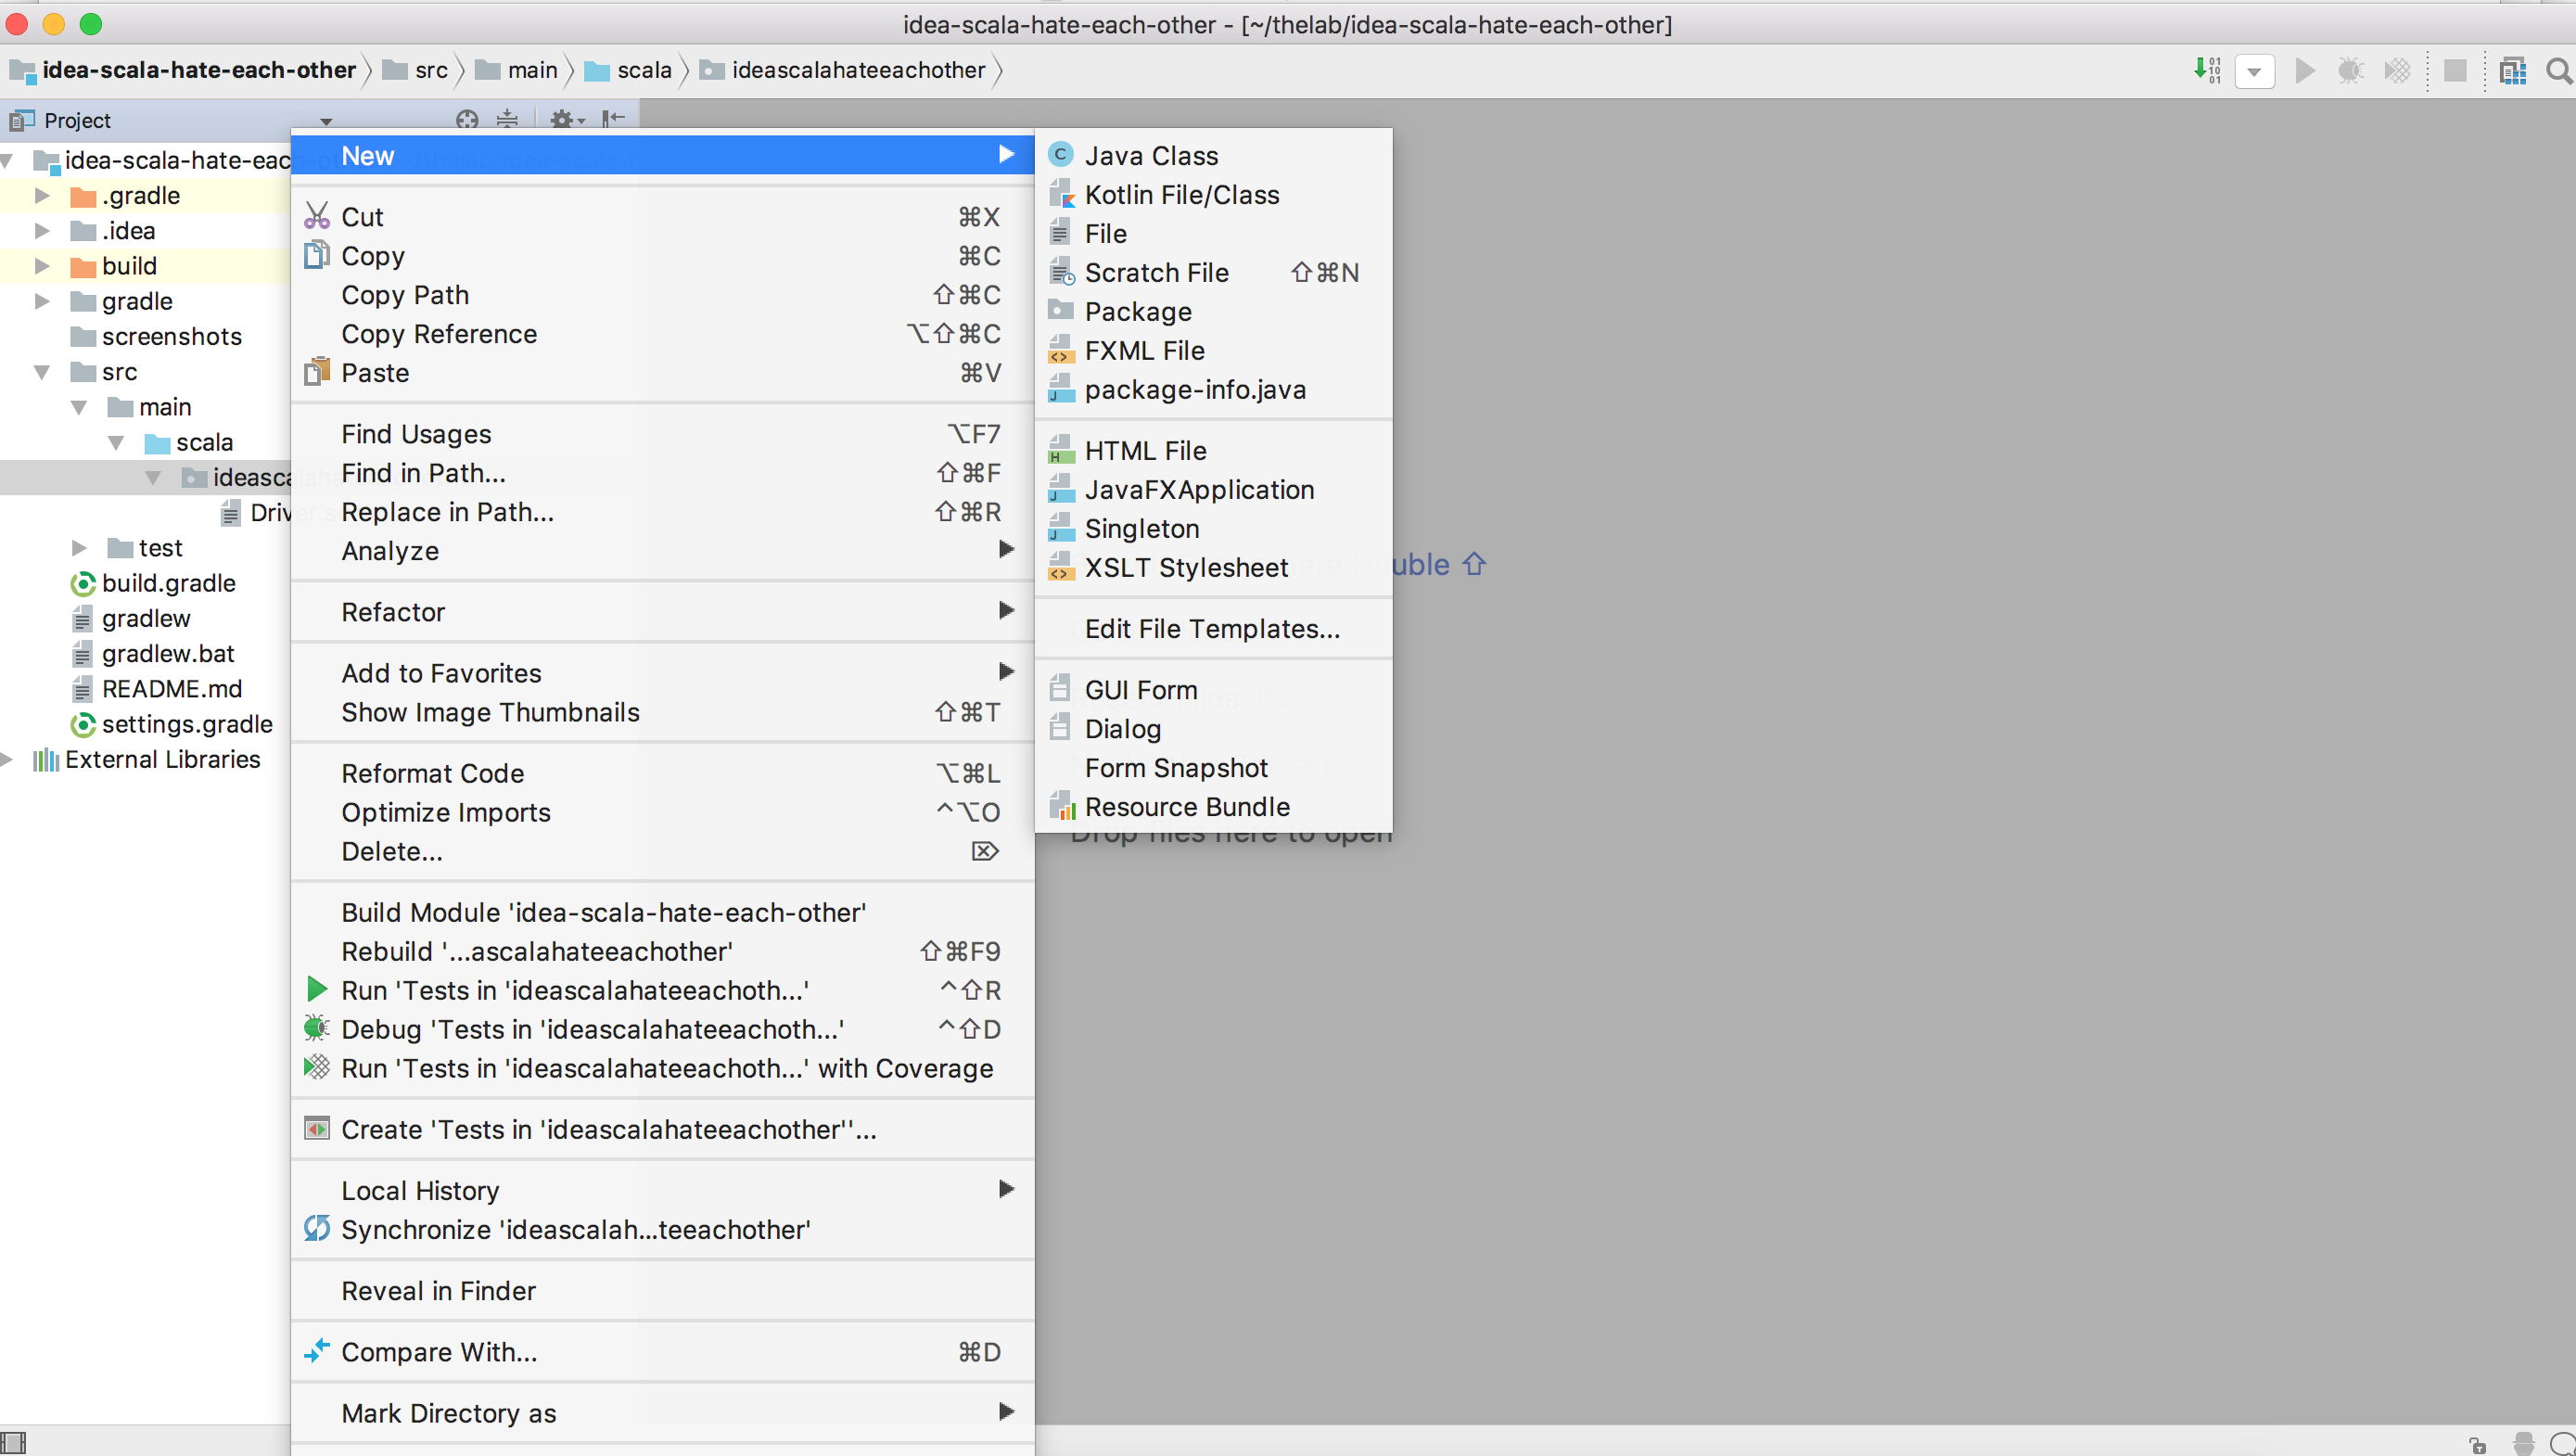 idea-scala-hate-each-other - [~/thelab/idea-scala-hate-each-other]
idea-scala-hate-each-other src main scala ideascalahateeachother
Project
idea-scala-hate-each-
.gradle
.idea
build
gradle
screenshots
src
main
scala
ideascala
Driver
test
build.gradle
gradlew
gradlew.bat
README.md
settings.gradle
External Libraries
New
Cut ⌘X
Copy ⌘C
Copy Path ⇧⌘C
Copy Reference ⌥⇧⌘C
Paste ⌘V
Find Usages ⌥F7
Find in Path... ⇧⌘F
Replace in Path... ⇧⌘R
Analyze
Refactor
Add to Favorites
Show Image Thumbnails ⇧⌘T
Reformat Code ⌥⌘L
Optimize Imports ^⌥O
Delete... ⌦
Build Module 'idea-scala-hate-each-other'
Rebuild '...ascalahateeachother' ⇧⌘F9
Run 'Tests in 'ideascalahateeachoth...' ^⇧R
Debug 'Tests in 'ideascalahateeachoth...' ^⇧D
Run 'Tests in 'ideascalahateeachoth...' with Coverage
Create 'Tests in 'ideascalahateeachother''...
Local History
Synchronize 'ideascalah...teeachother'
Reveal in Finder
Compare With... ⌘D
Mark Directory as
Java Class
Kotlin File/Class
File
Scratch File ⇧⌘N
Package
FXML File
package-info.java
HTML File
JavaFXApplication
Singleton
XSLT Stylesheet
Edit File Templates...
GUI Form
Dialog
Form Snapshot
Resource Bundle
Double ⇧
Drop files here to open